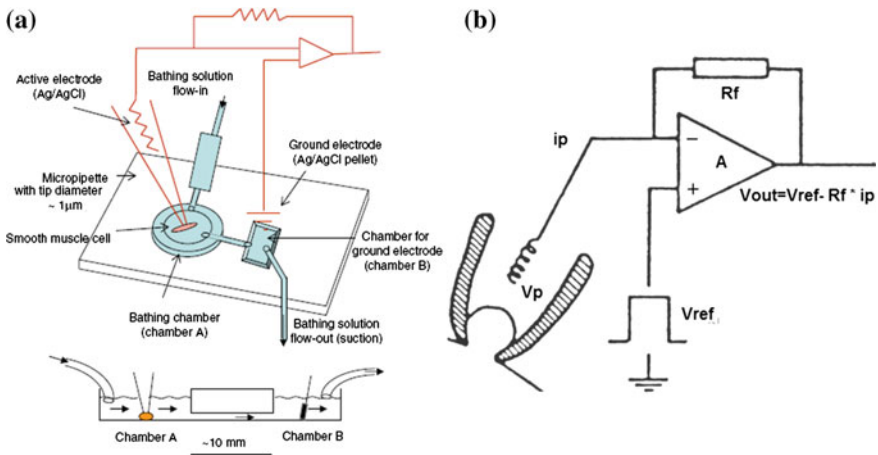 (a)
Active electrode
(Ag/AgCl)
Bathing solution
flow-in
Ground electrode
(Ag/AgCl pellet)
Micropipette
with tip diameter
~ 1µm
Smooth muscle cell
Chamber for
ground electrode
(chamber B)
Bathing chamber
(chamber A)
Bathing solution
flow-out (suction)
Chamber A
Chamber B
~10 mm
(b)
Rf
ip
−
A
+
Vout=Vref- Rf * ip
Vp
Vref